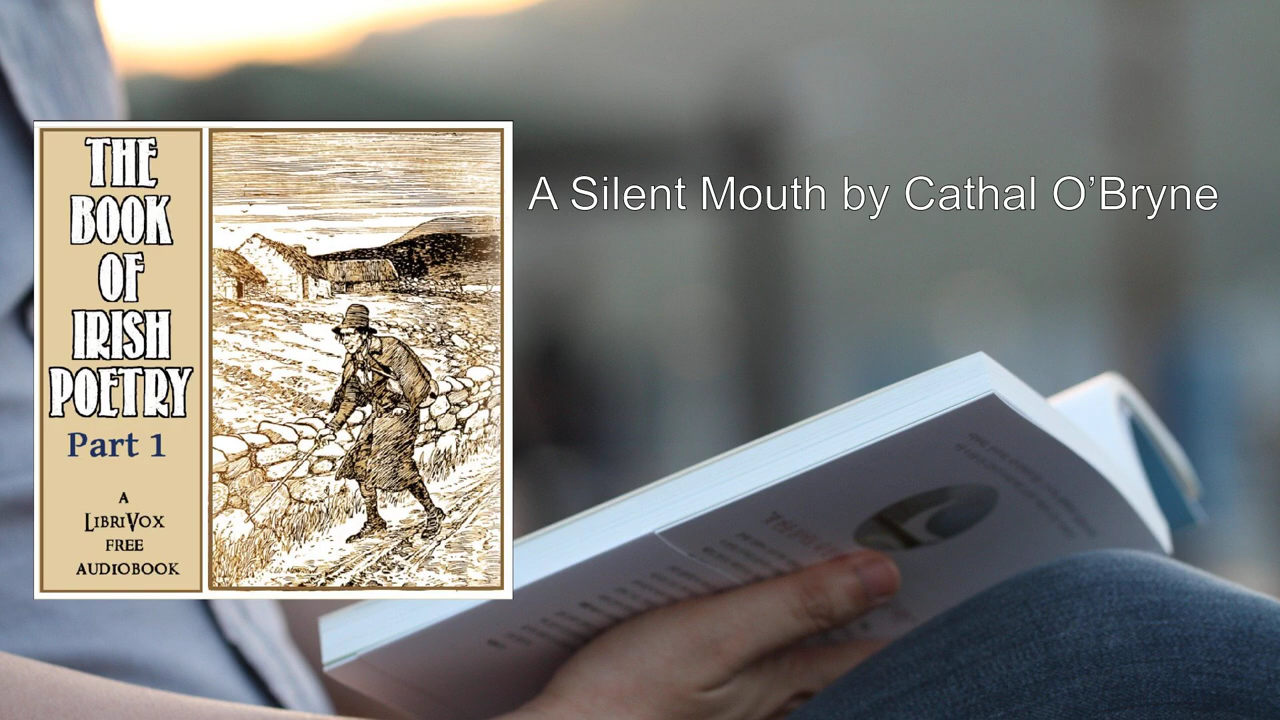 THE
BOOK
OF
IRISH
POETRY
Part 1
A
LIBRIVOX
FREE
AUDIOBOOK
A Silent Mouth by Cathal O’Bryne